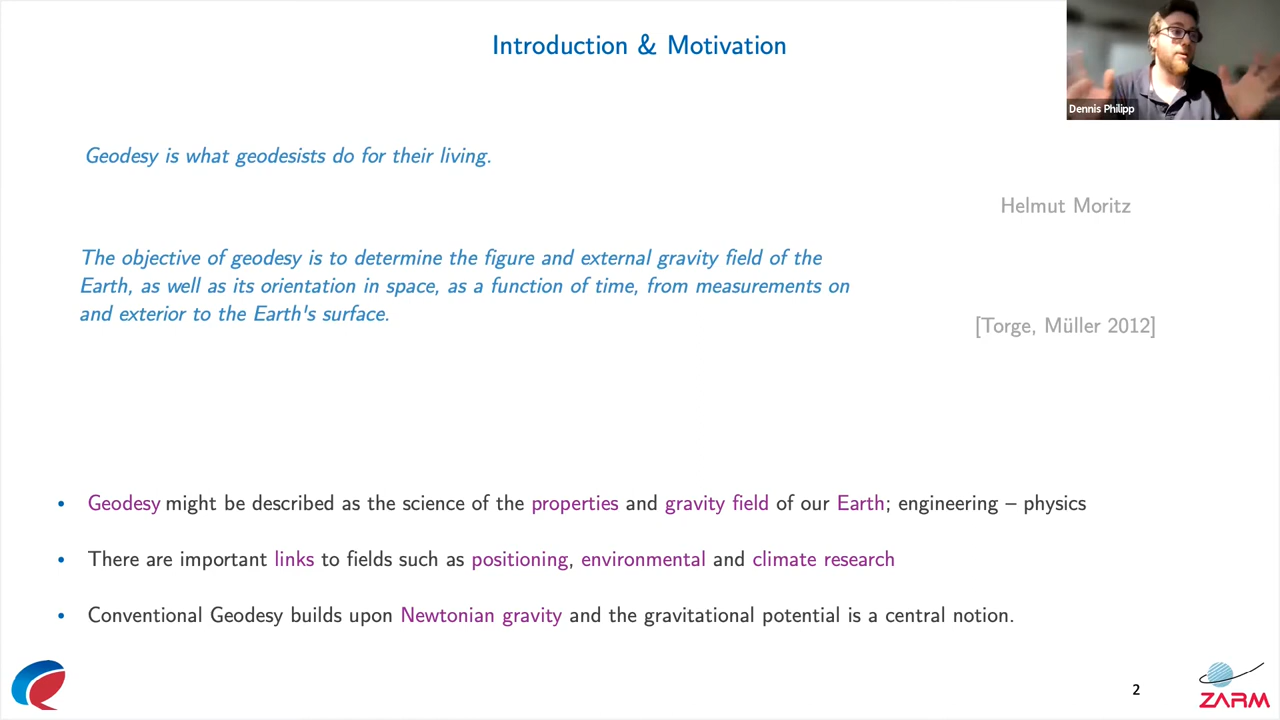 Introduction & Motivation
Dennis Philipp
Geodesy is what geodesists do for their living.
Helmut Moritz
The objective of geodesy is to determine the figure and external gravity field of the
Earth, as well as its orientation in space, as a function of time, from measurements on
and exterior to the Earth's surface.
[Torge, Müller 2012]
• Geodesy might be described as the science of the properties and gravity field of our Earth; engineering – physics
• There are important links to fields such as positioning, environmental and climate research
• Conventional Geodesy builds upon Newtonian gravity and the gravitational potential is a central notion.
2
ZARM